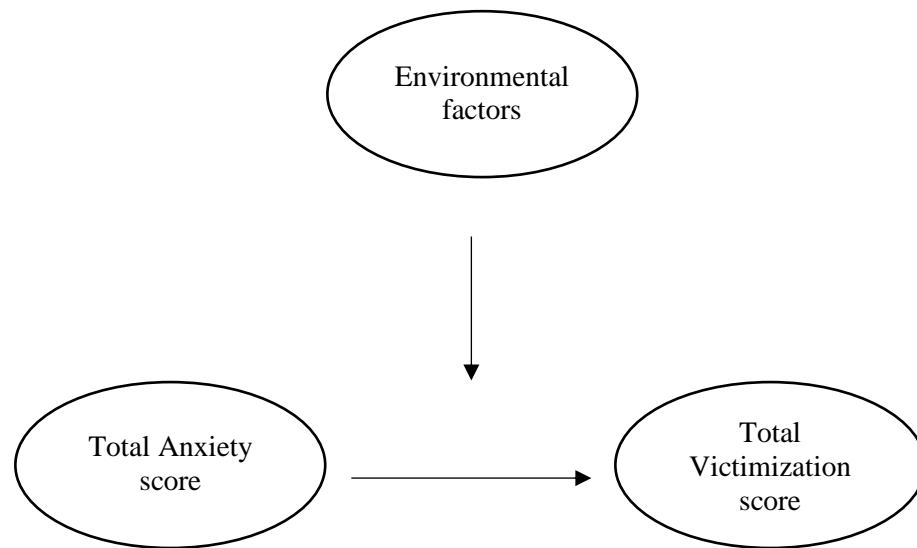 Environmental
factors
Total Anxiety
score
Total
Victimization
score